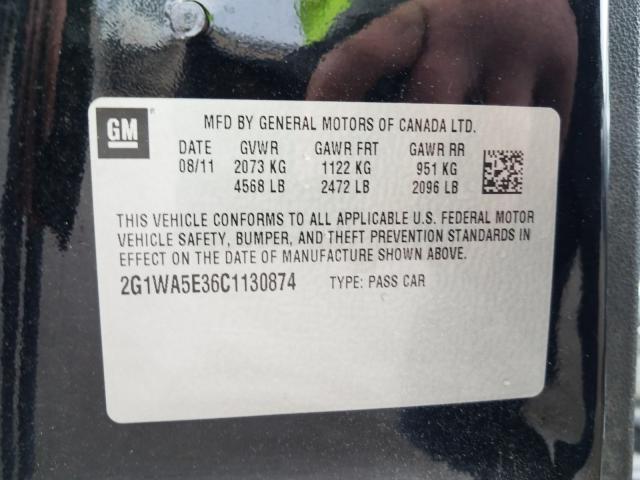 GM
MFD BY GENERAL MOTORS OF CANADA LTD.
DATE GVWR GAWR FRT GAWR RR
08/11 2073 KG 1122 KG 951 KG
4568 LB 2472 LB 2096 LB
THIS VEHICLE CONFORMS TO ALL APPLICABLE U.S. FEDERAL MOTOR
VEHICLE SAFETY, BUMPER, AND THEFT PREVENTION STANDARDS IN
EFFECT ON THE DATE OF MANUFACTURE SHOWN ABOVE.
2G1WA5E36C1130874 TYPE: PASS CAR